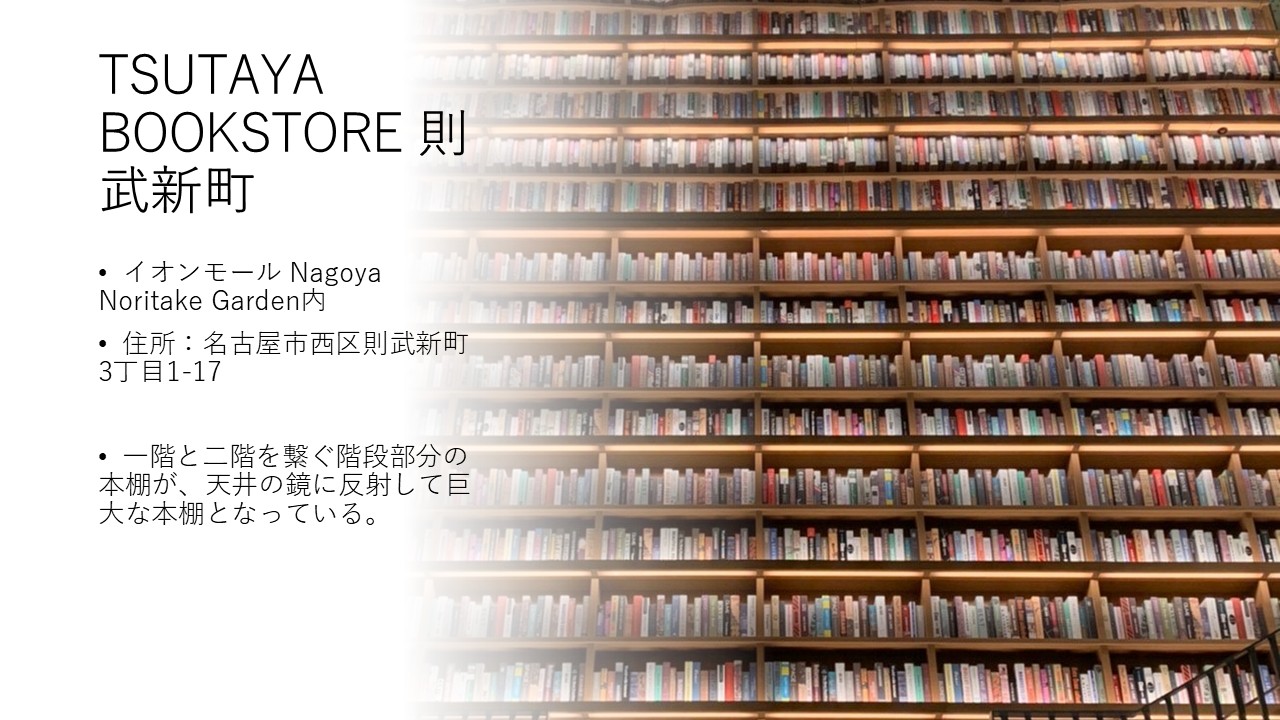 TSUTAYA
BOOKSTORE 則
武新町
• イオンモール Nagoya
Noritake Garden内
• 住所：名古屋市西区則武新町
3丁目1-17
• 一階と二階を繋ぐ階段部分の
本棚が、天井の鏡に反射して巨
大な本棚となっている。